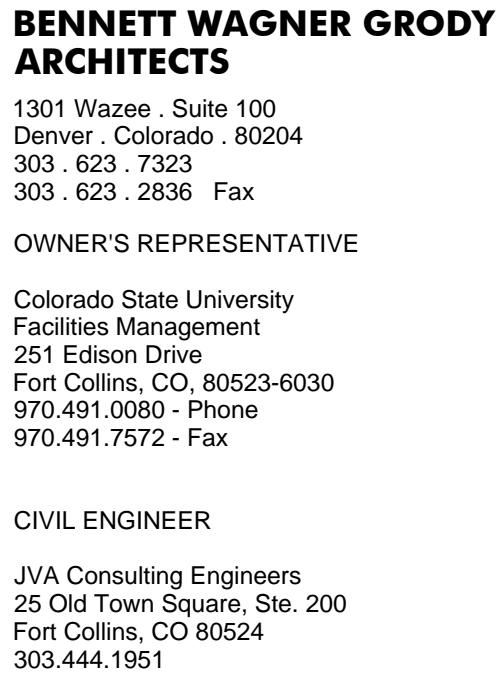 BENNETT WAGNER GRODY
ARCHITECTS
1301 Wazee . Suite 100
Denver . Colorado . 80204
303 . 623 . 7323
303 . 623 . 2836   Fax
OWNER'S REPRESENTATIVE
Colorado State University
Facilities Management
251 Edison Drive
Fort Collins, CO, 80523-6030
970.491.0080 - Phone
970.491.7572 - Fax
CIVIL ENGINEER
JVA Consulting Engineers
25 Old Town Square, Ste. 200
Fort Collins, CO 80524
303.444.1951